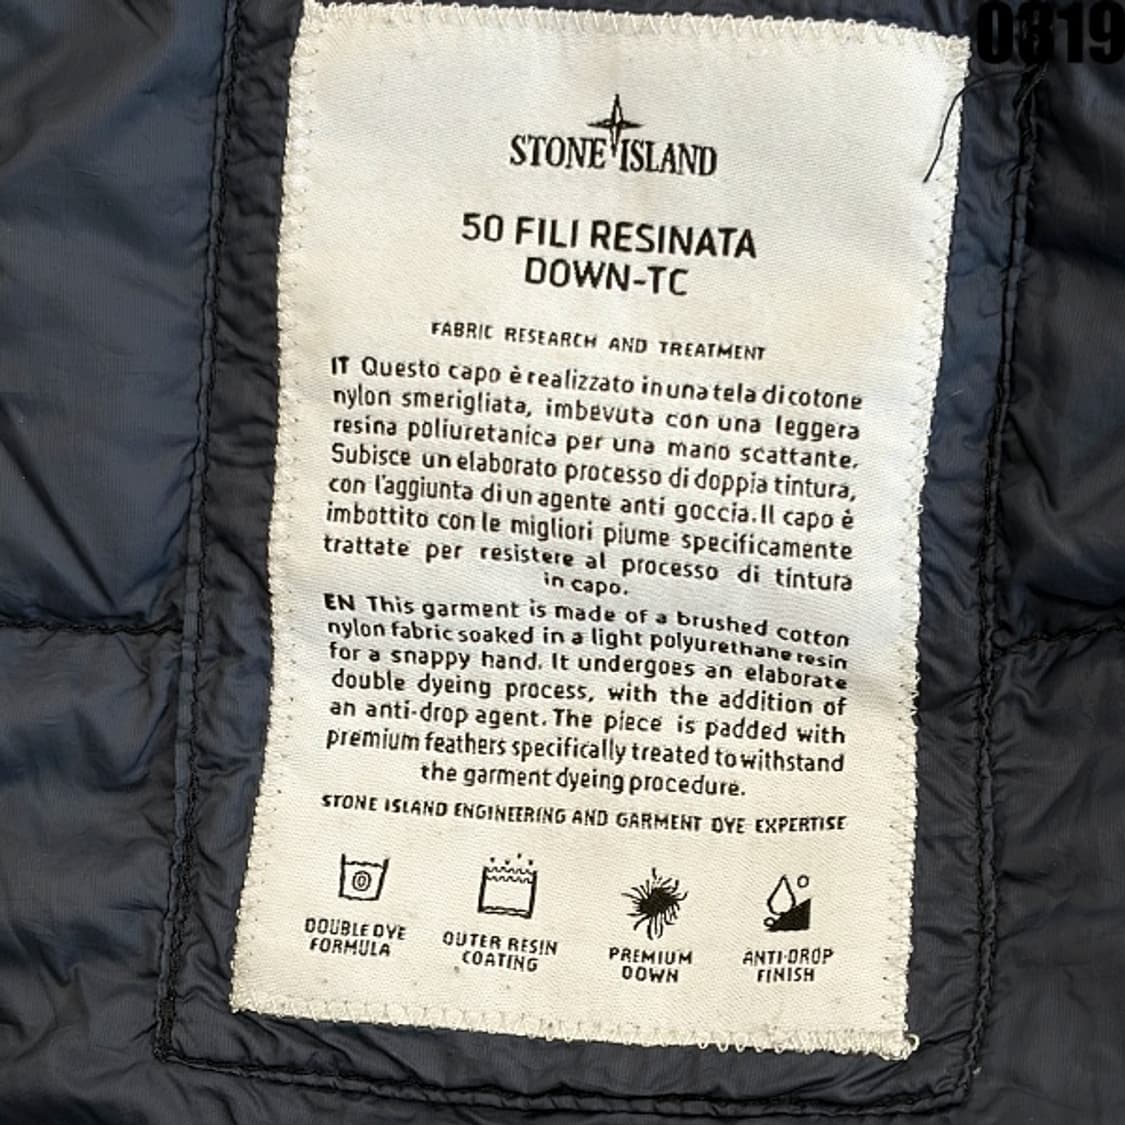 0319
STONE ISLAND
50 FILI RESINATA
DOWN-TC
FABRIC RESEARCH AND TREATMENT
IT Questo capo è realizzato in una tela di cotone
nylon smerigliata, imbevuta con una leggera
resina poliuretanica per una mano scattante.
Subisce un elaborato processo di doppia tintura,
con l'aggiunta di un agente anti goccia. Il capo è
imbottito con le migliori piume specificamente
trattate per resistere al processo di tintura
in capo.
EN This garment is made of a brushed cotton
nylon fabric soaked in a light polyurethane resin
for a snappy hand. It undergoes an elaborate
double dyeing process, with the addition of
an anti-drop agent. The piece is padded with
premium feathers specifically treated to withstand
the garment dyeing procedure.
STONE ISLAND ENGINEERING AND GARMENT DYE EXPERTISE
DOUBLE DYE
FORMULA
OUTER RESIN
COATING
PREMIUM
DOWN
ANTI-DROP
FINISH